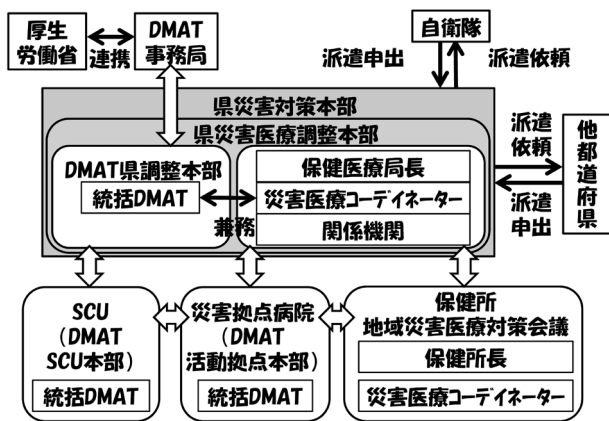 厚生
労働省
連携
DMAT
事務局
自衛隊
派遣申出
派遣依頼
県災害対策本部
県災害医療調整本部
DMAT県調整本部
統括DMAT
兼務
保健医療局長
災害医療コーデイネーター
関係機関
派遣
依頼
派遣
申出
他都道府県
SCU
(DMAT
SCU本部)
統括DMAT
災害拠点病院
(DMAT
活動拠点本部)
統括DMAT
保健所
地域災害医療対策会議
保健所長
災害医療コーデイネーター